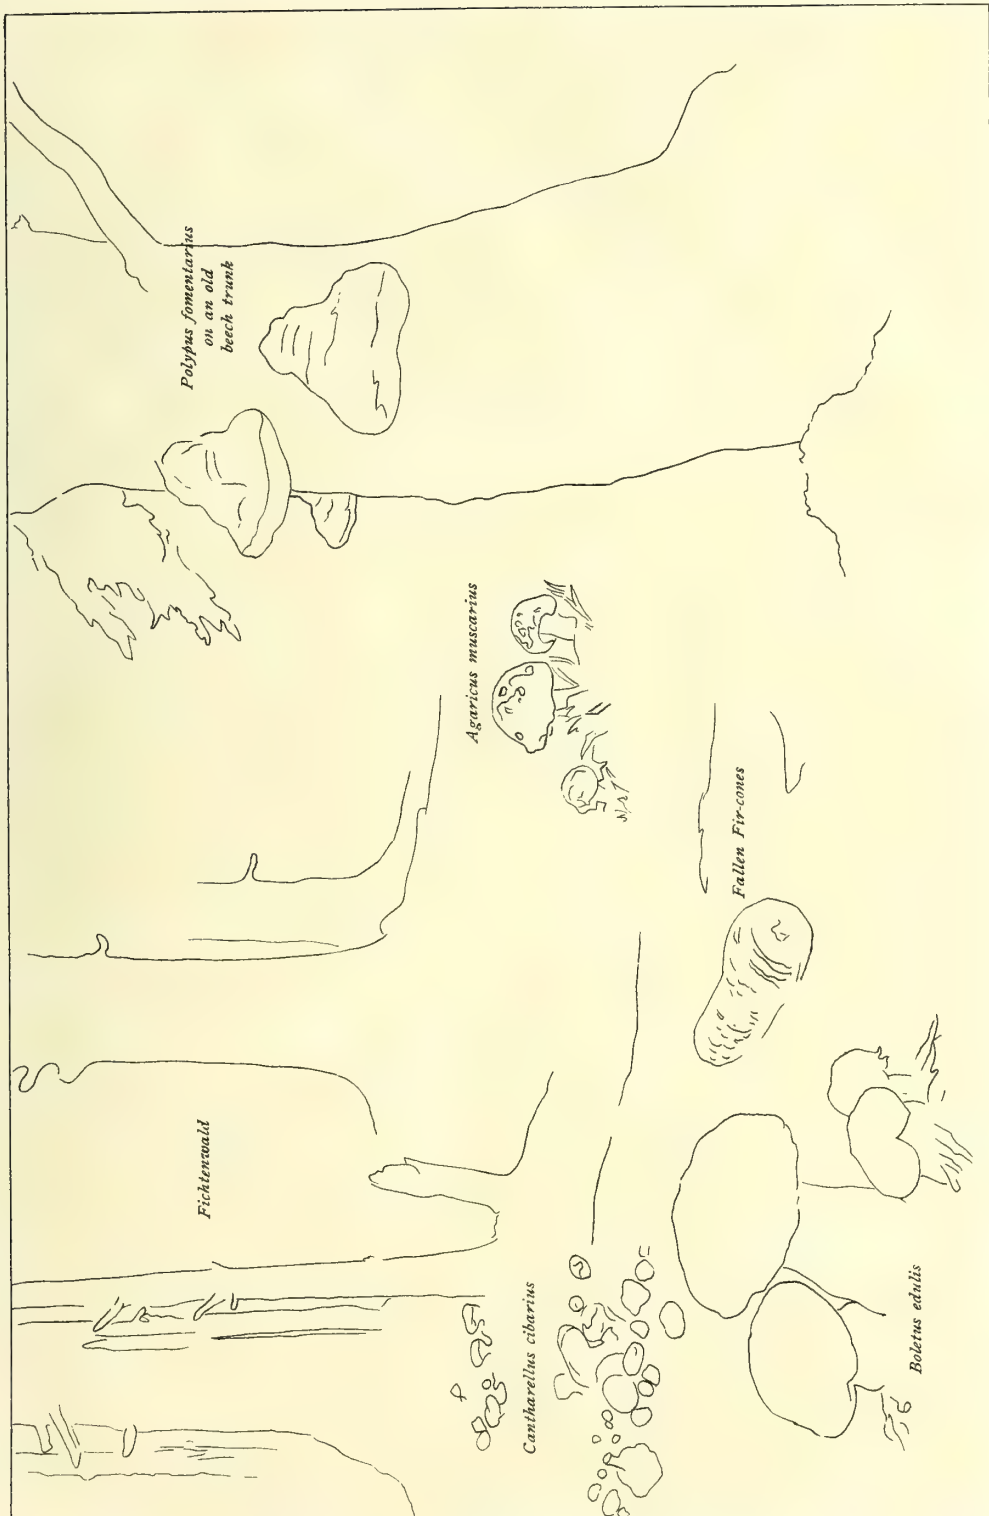 Fichtenwald
Polypus fomentarius
on an old
beech trunk
Agaricus muscarius
Cantharellus cibarius
Fallen Fir-cones
Boletus edulis